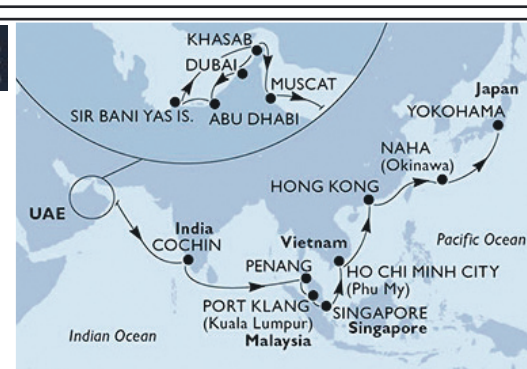 KHASAB
DUBAI
MUSCAT
SIR BANI YAS IS.
ABU DHABI
Japan
YOKOHAMA
NAHA
(Okinawa)
HONG KONG
UAE
India
COCHIN
Vietnam
Pacific Ocean
PENANG
HO CHI MINH CITY
(Phu My)
PORT KLANG
(Kuala Lumpur)
Malaysia
SINGAPORE
Singapore
Indian Ocean